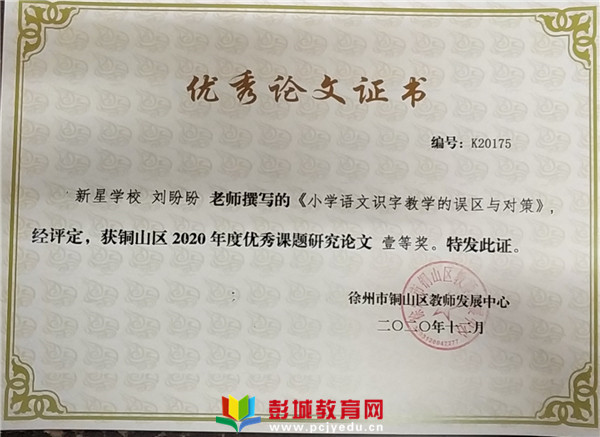 优秀论文证书
编号：K20175
新星学校 刘盼盼 老师撰写的《小学语文识字教学的误区与对策》，
经评定，获铜山区2020年度优秀课题研究论文 壹等奖。特发此证。
徐州市铜山区教师发展中心
二〇二〇年十二月
彭城教育网
www.pcjyedu.cn